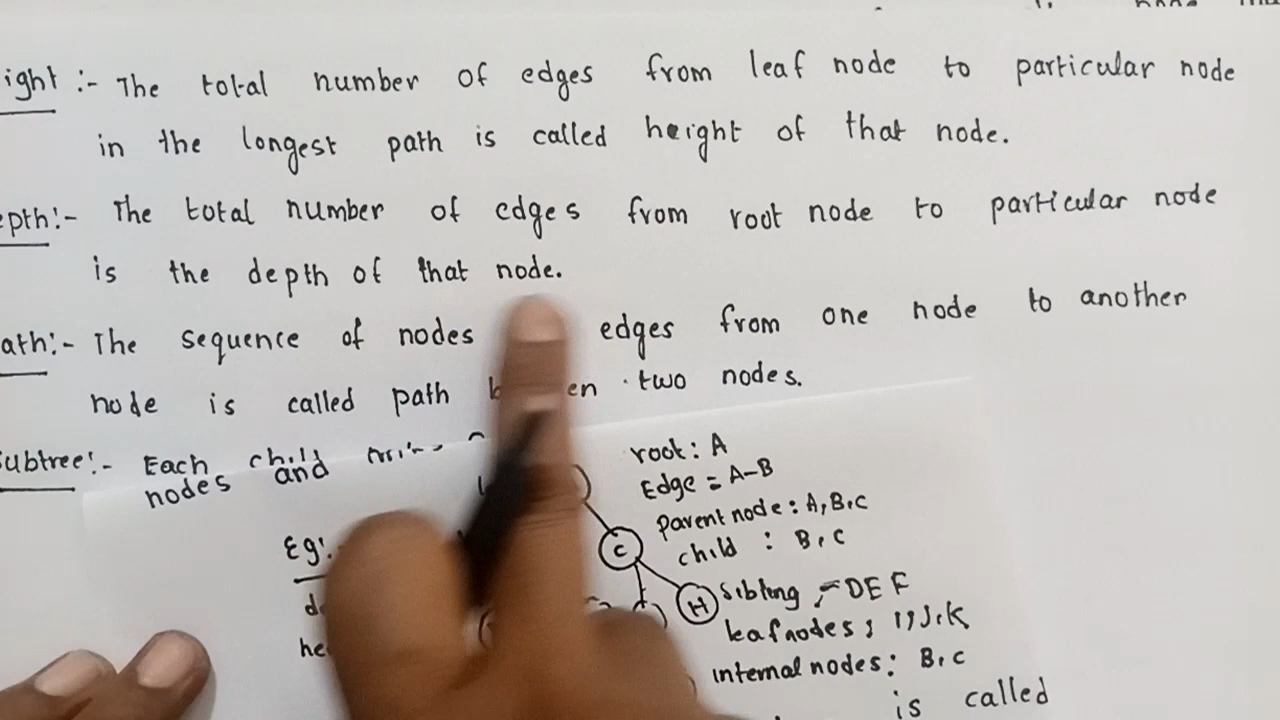 ight :- The total number of edges from leaf node to particular node
in the longest path is called height of that node.
epth:- The total number of edges from root node to particular node
is the depth of that node.
ath:- The sequence of nodes edges from one node to another
node is called path two nodes.
ubtree:- Each child
nodes and
root: A
Edge = A-B
Parent node: A, B, C
child : B, C
Eg:-
C
H
Sibling :- DEF
leaf nodes: I, J, K
internal nodes: B, C
is called